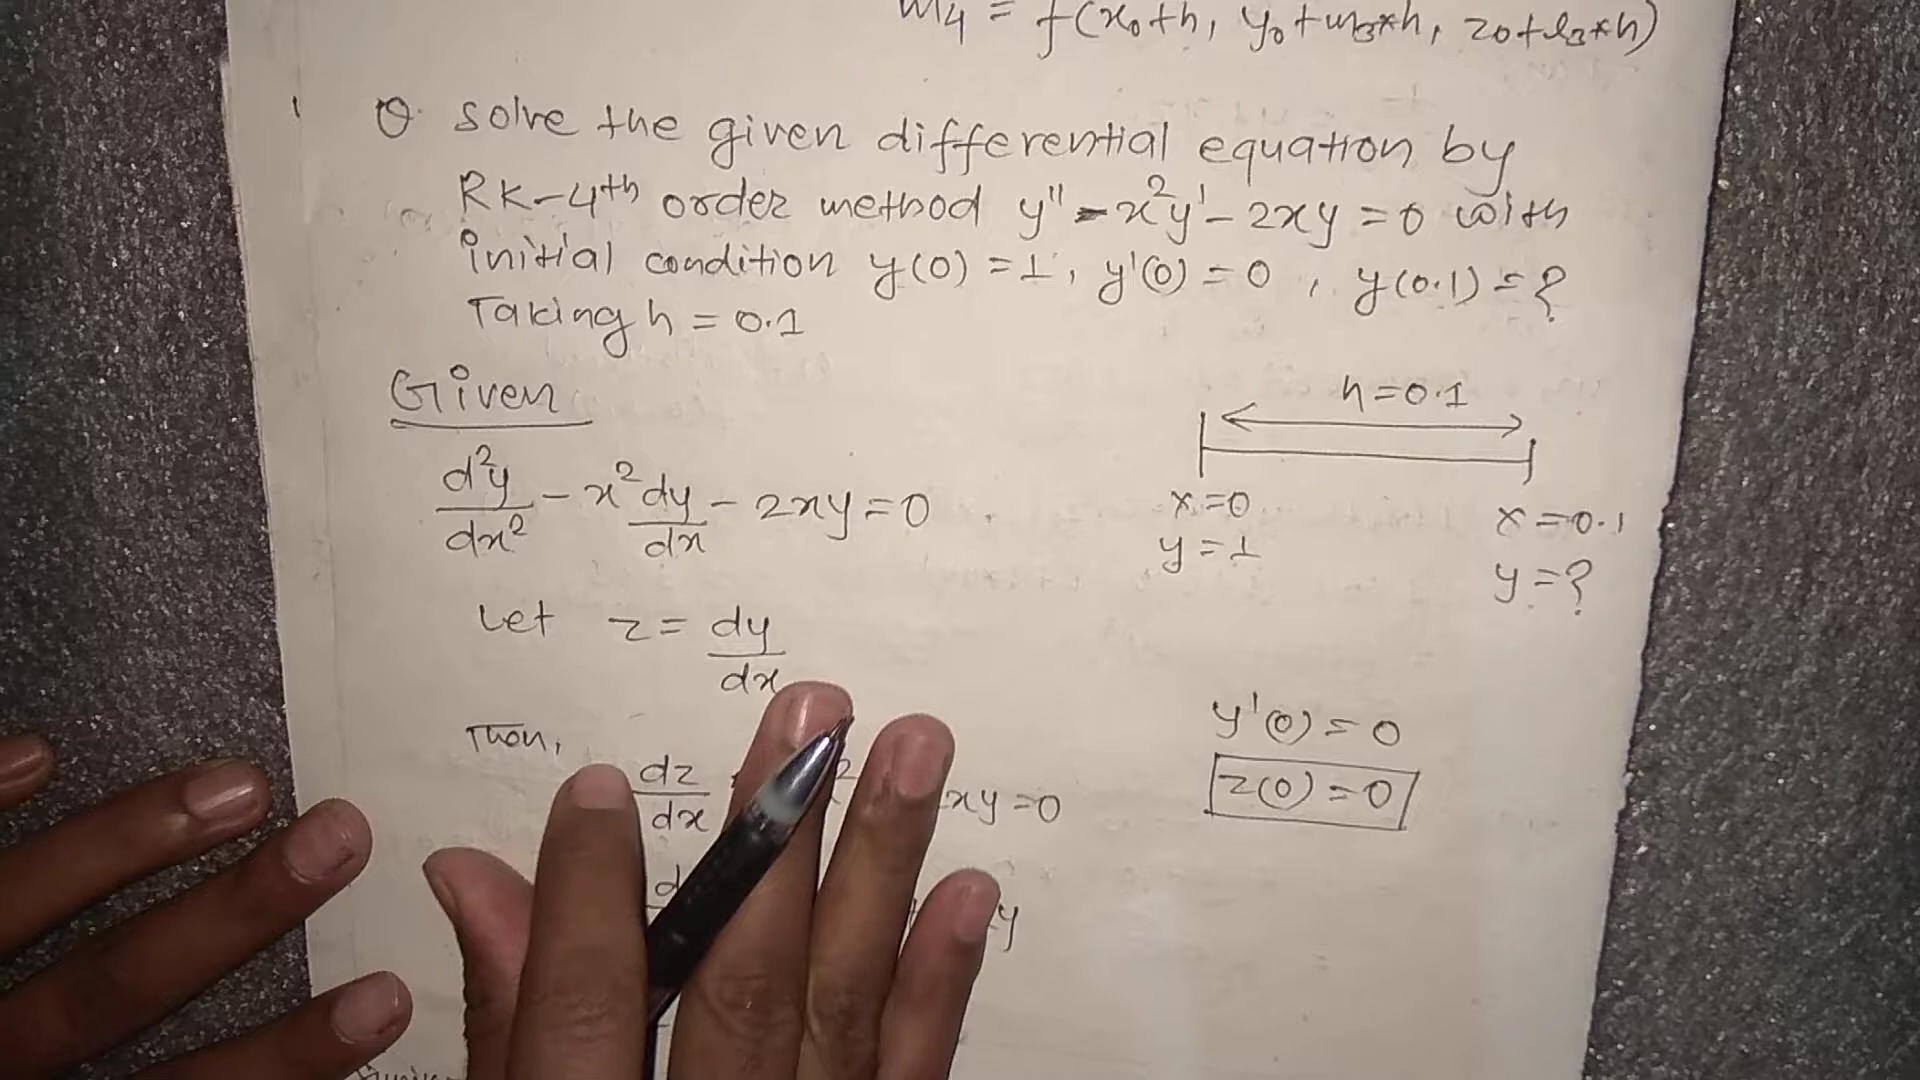 m4 = f(x₀+h, y₀+m₃*h, z₀+l₃*h)
Q. solve the given differential equation by
RK-4th order method y" - x²y' - 2xy = 0 with
initial condition y(0) = 1, y'(0) = 0, y(0.1) = ?
Taking h = 0.1
Given
h = 0.1
d²y/dx² - x² dy/dx - 2xy = 0
x = 0
y = 1
x = 0.1
y = ?
Let z = dy/dx
Then,
y'(0) = 0
dz/dx
xy = 0
z(0) = 0
y